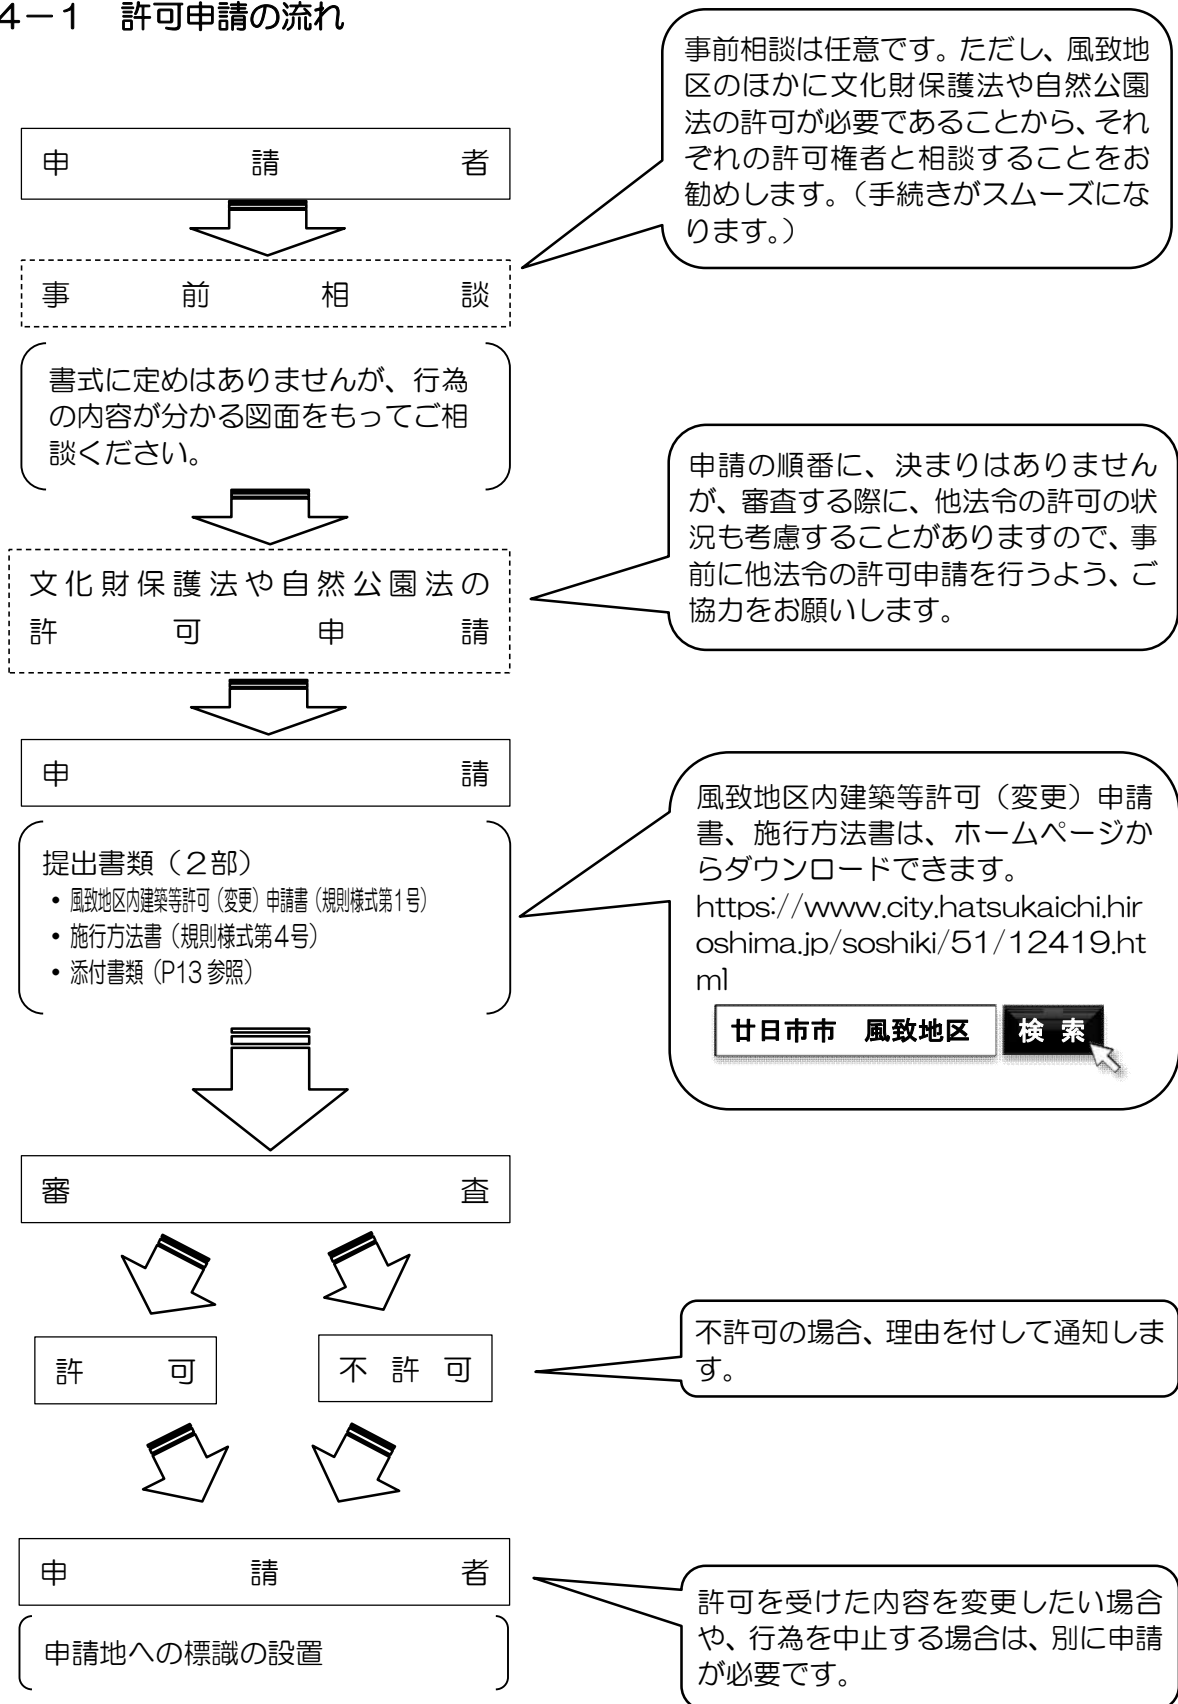 4－1　許可申請の流れ
事前相談は任意です。ただし、風致地
区のほかに文化財保護法や自然公園
法の許可が必要であることから、それ
ぞれの許可権者と相談することをお
勧めします。（手続きがスムーズにな
ります。）
申請者
事前相談
書式に定めはありませんが、行為
の内容が分かる図面をもってご相
談ください。
申請の順番に、決まりはありません
が、審査する際に、他法令の許可の状
況も考慮することがありますので、事
前に他法令の許可申請を行うよう、ご
協力をお願いします。
文化財保護法や自然公園法の
許可申請
申請
風致地区内建築等許可（変更）申請
書、施行方法書は、ホームページか
らダウンロードできます。
https://www.city.hatsukaichi.hir
oshima.jp/soshiki/51/12419.ht
ml
廿日市市　風致地区　検索
提出書類（２部）
• 風致地区内建築等許可（変更）申請書（規則様式第１号）
• 施行方法書（規則様式第４号）
• 添付書類（P13 参照）
審査
許可　不許可
不許可の場合、理由を付して通知しま
す。
申請者
申請地への標識の設置
許可を受けた内容を変更したい場合
や、行為を中止する場合は、別に申請
が必要です。